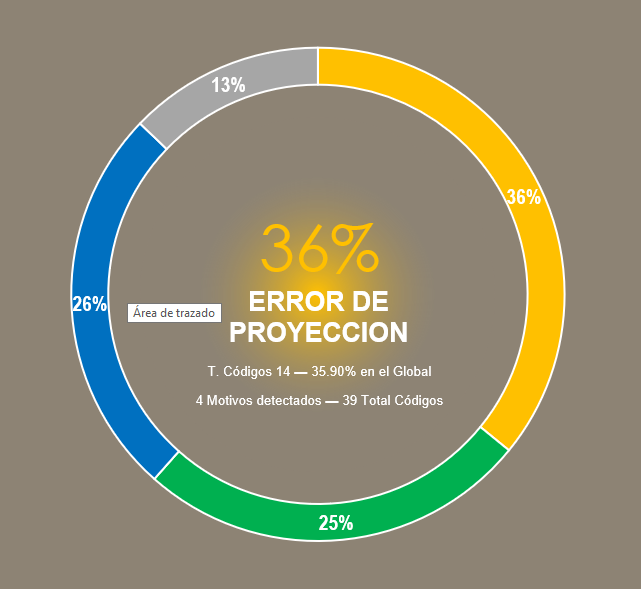 13%
36%
36%
ERROR DE
26%
Área de trazado
PROYECCION
T. Códigos 14 — 35.90% en el Global
4 Motivos detectados — 39 Total Códigos
25%